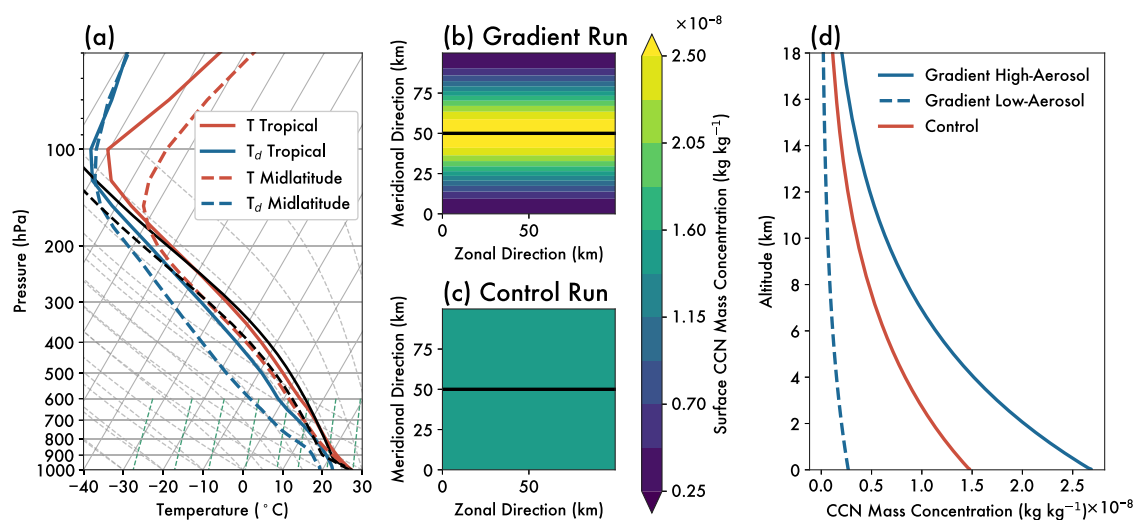 (a)
Pressure (hPa)
100
200
300
400
500
600
700
800
900
1000
T Tropical
T_d Tropical
T Midlatitude
T_d Midlatitude
−40 −30 −20 −10 0 10 20 30
Temperature (°C)
(b) Gradient Run
Meridional Direction (km)
75
50
25
0
50
Zonal Direction (km)
(c) Control Run
Meridional Direction (km)
75
50
25
0
0 50
Zonal Direction (km)
×10⁻⁸
2.50
2.05
1.60
1.15
0.70
0.25
Surface CCN Mass Concentration (kg kg⁻¹)
(d)
Altitude (km)
18
16
14
12
10
8
6
4
2
0
Gradient High-Aerosol
Gradient Low-Aerosol
Control
0.0 0.5 1.0 1.5 2.0 2.5
CCN Mass Concentration (kg kg⁻¹)×10⁻⁸